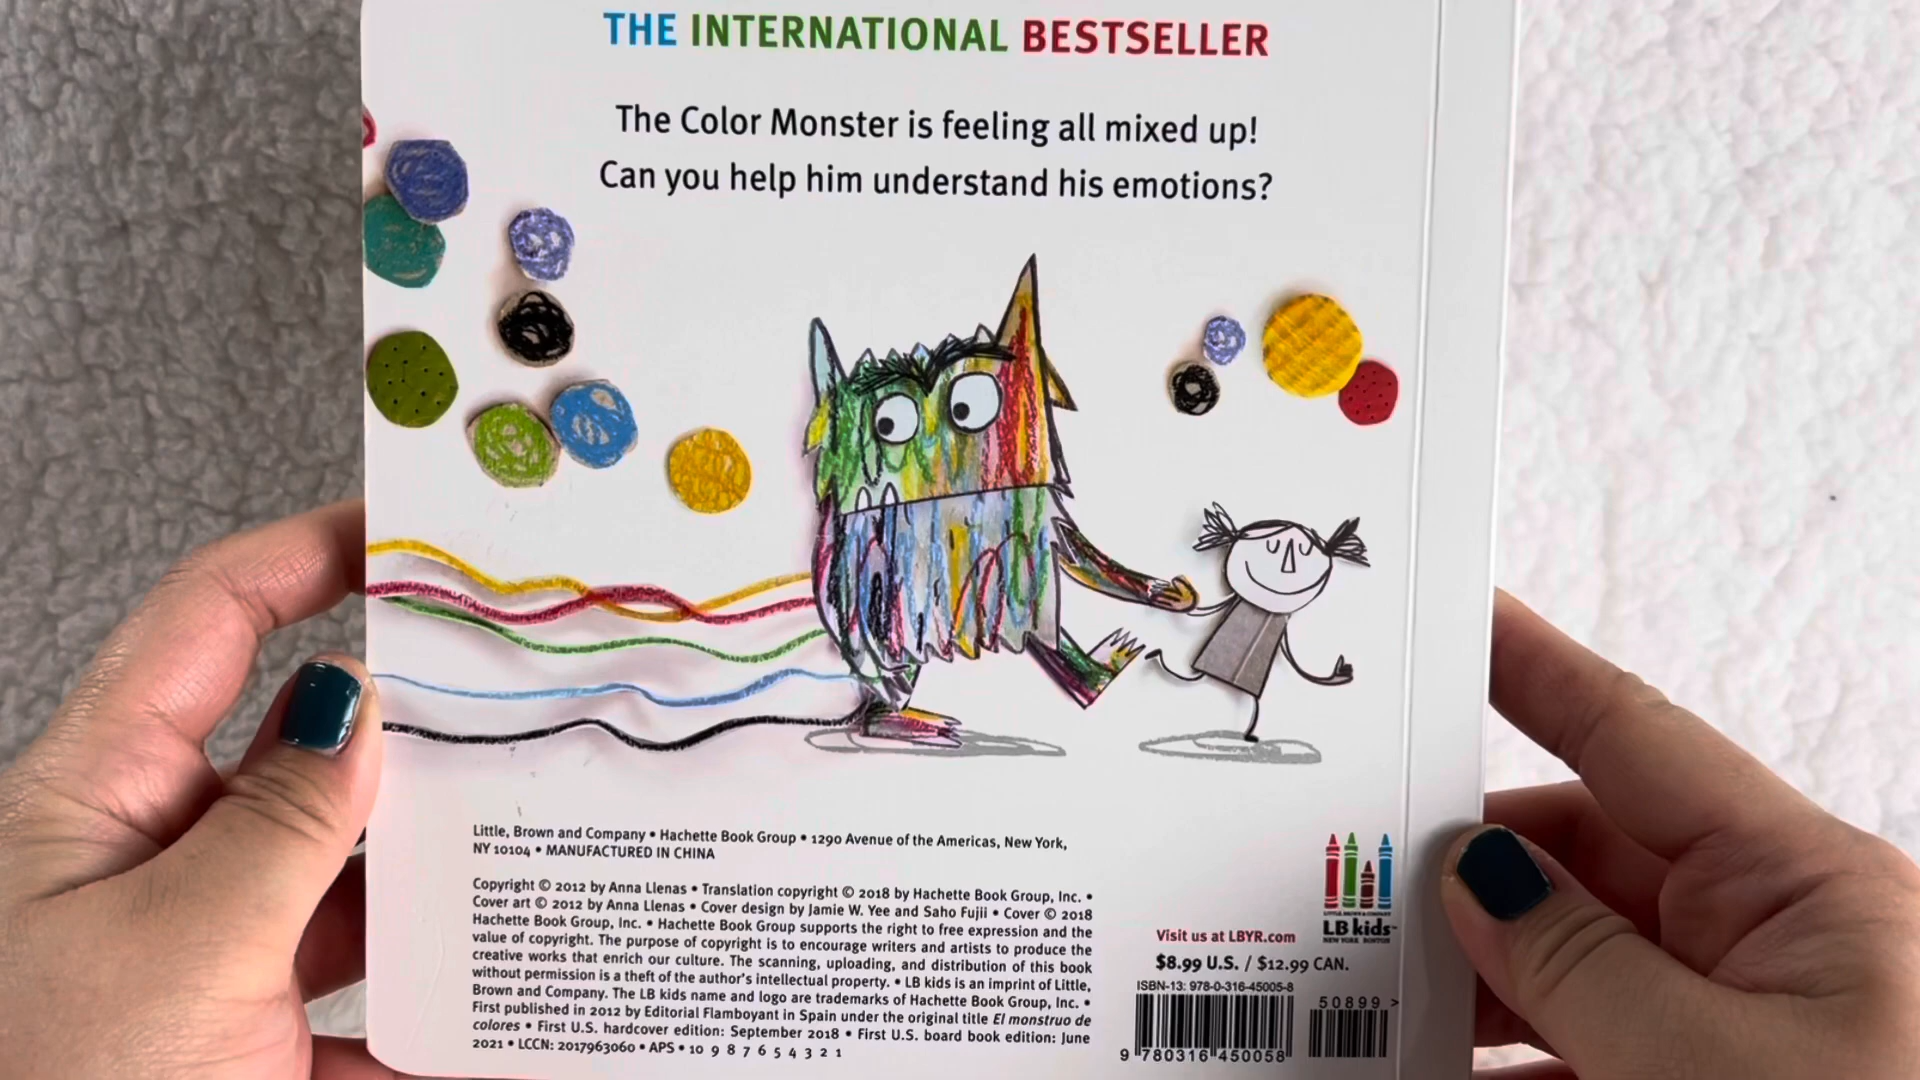 THE INTERNATIONAL BESTSELLER
The Color Monster is feeling all mixed up!
Can you help him understand his emotions?
Little, Brown and Company • Hachette Book Group • 1290 Avenue of the Americas, New York,
NY 10104 • MANUFACTURED IN CHINA
Copyright © 2012 by Anna Llenas • Translation copyright © 2018 by Hachette Book Group, Inc. •
Cover art © 2012 by Anna Llenas • Cover design by Jamie W. Yee and Saho Fujii • Cover © 2018
Hachette Book Group, Inc. • Hachette Book Group supports the right to free expression and the
value of copyright. The purpose of copyright is to encourage writers and artists to produce the
creative works that enrich our culture. The scanning, uploading, and distribution of this book
without permission is a theft of the author's intellectual property. • LB kids is an imprint of Little,
Brown and Company. The LB kids name and logo are trademarks of Hachette Book Group, Inc. •
First published in 2012 by Editorial Flamboyant in Spain under the original title El monstruo de
colores • First U.S. hardcover edition: September 2018 • First U.S. board book edition: June
2021 • LCCN: 2017963060 • APS • 10 9 8 7 6 5 4 3 2 1
LITTLE, BROWN & COMPANY
LB kids™
NEW YORK BOSTON
Visit us at LBYR.com
$8.99 U.S. / $12.99 CAN.
ISBN-13: 978-0-316-45005-8
50899 >
9 780316 450058